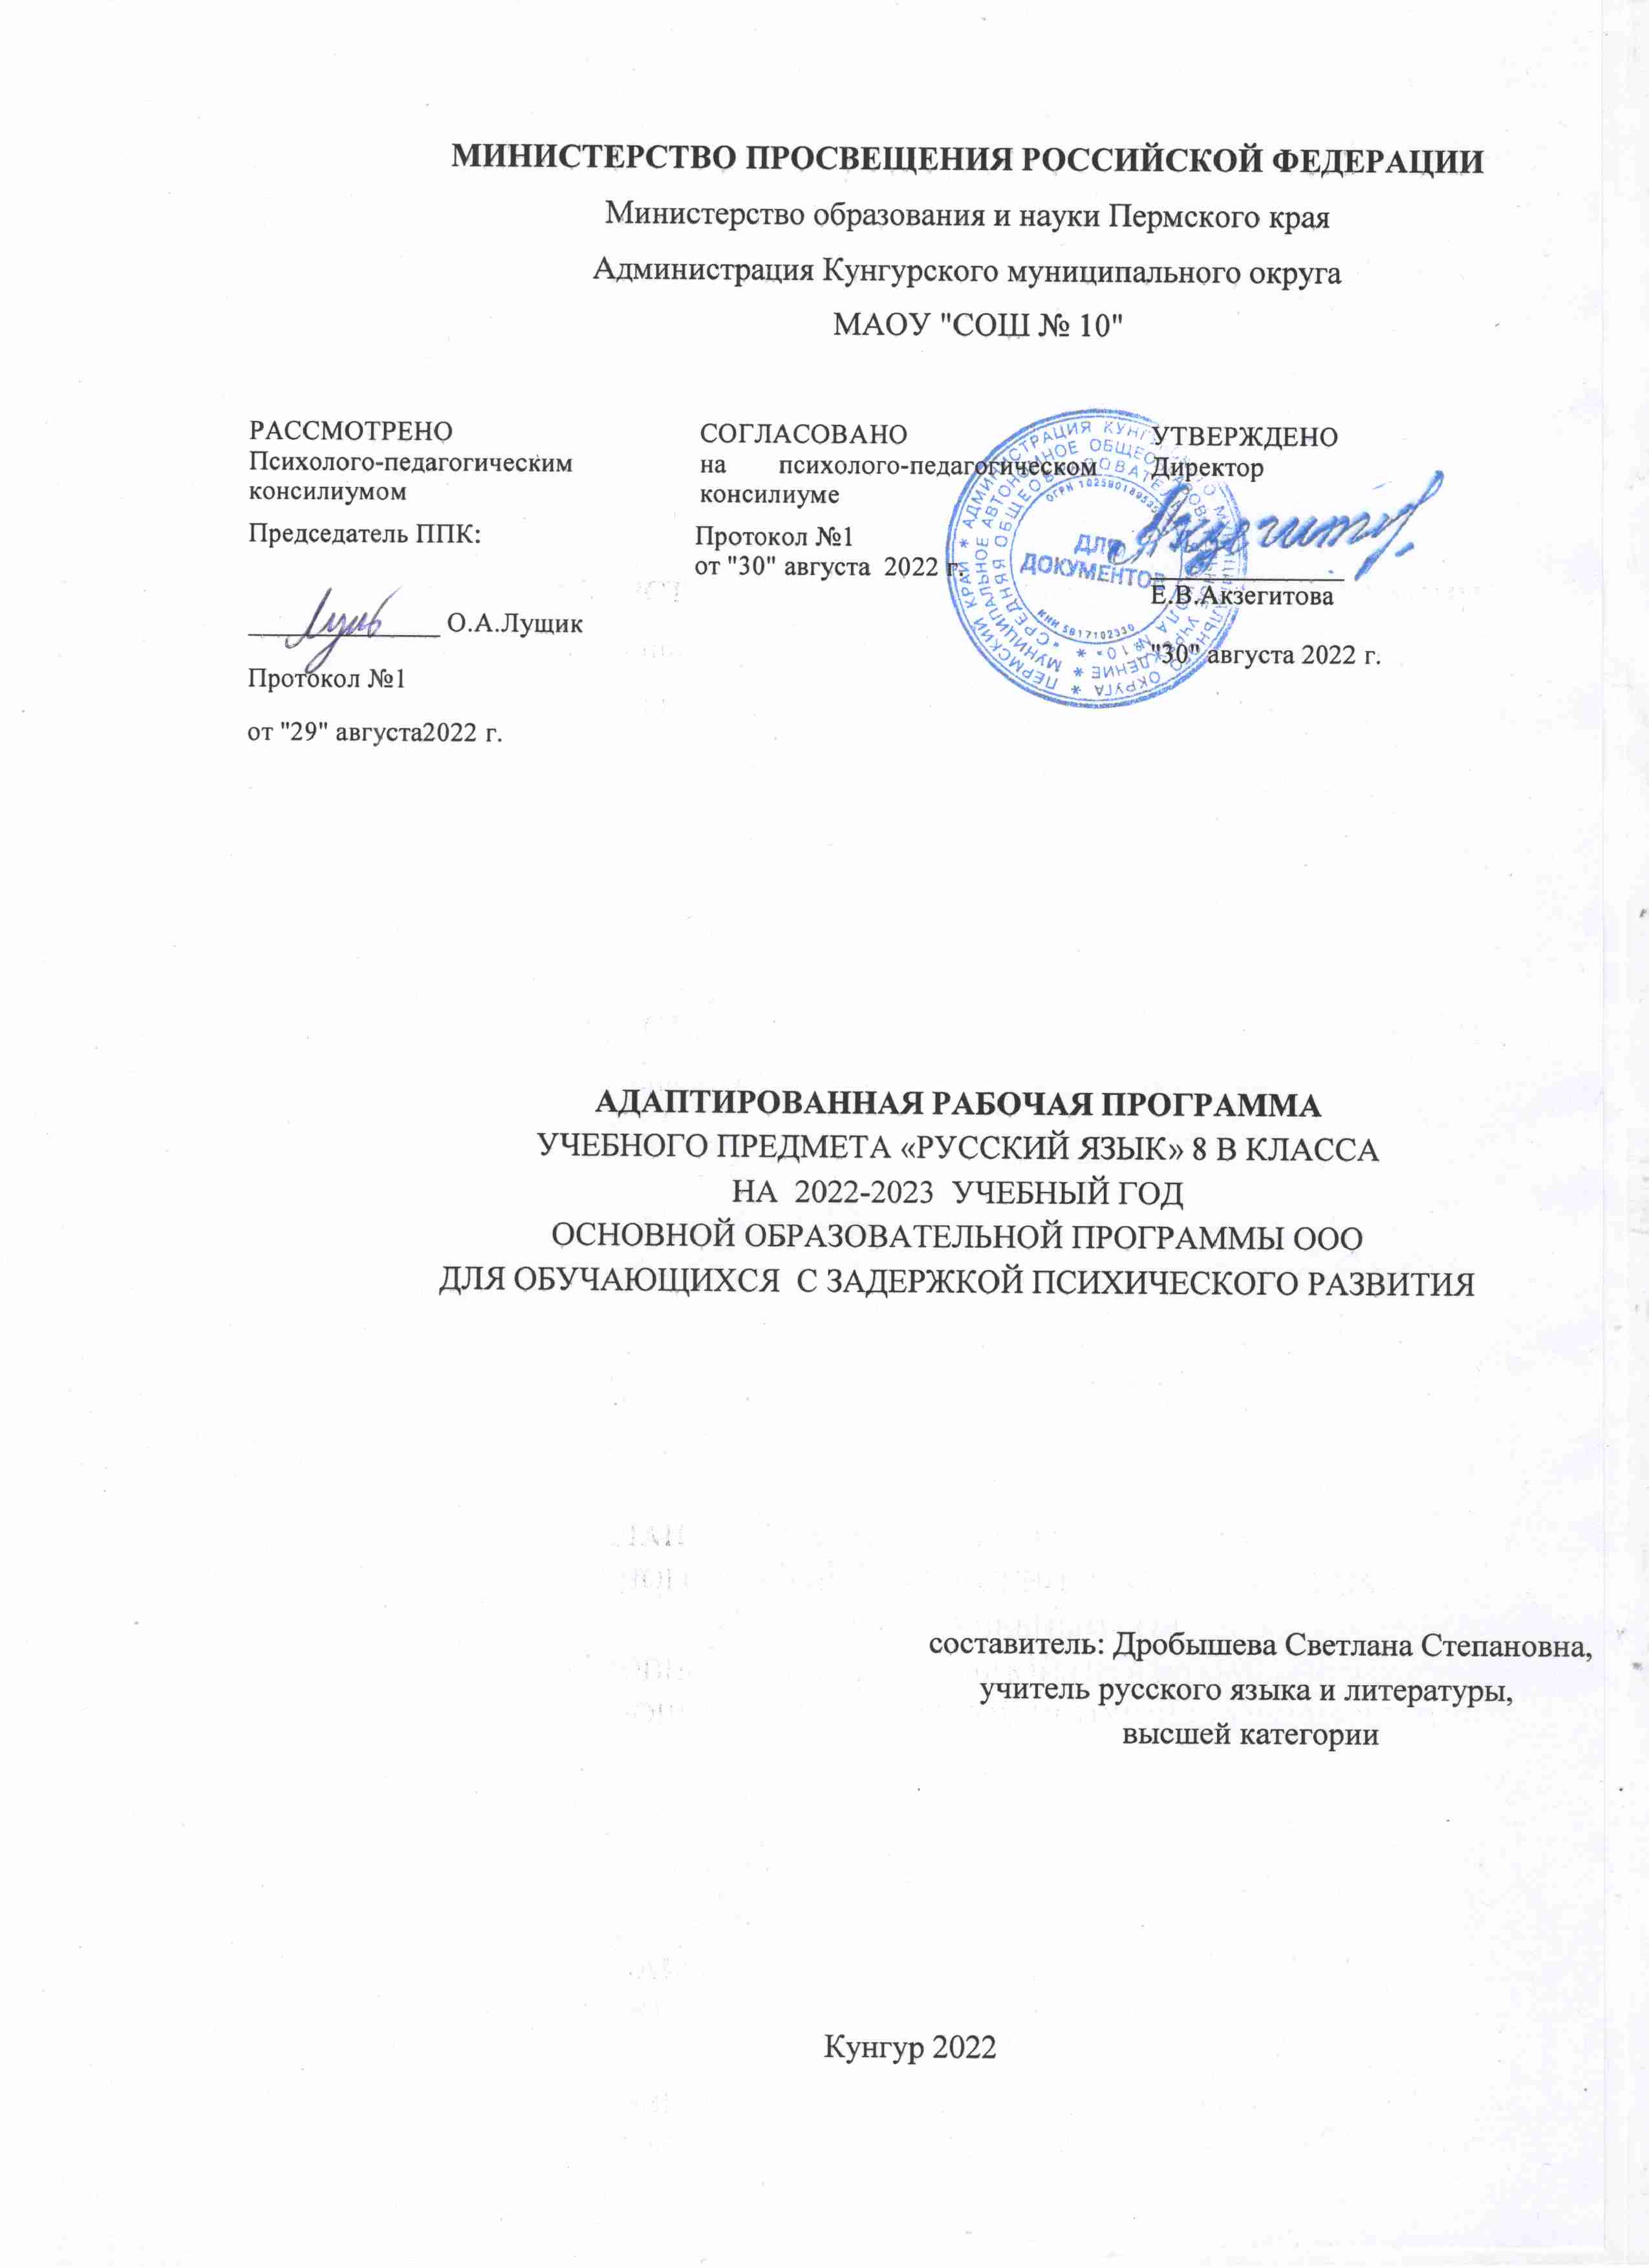 МИНИСТЕРСТВО ПРОСВЕЩЕНИЯ РОССИЙСКОЙ ФЕДЕРАЦИИ
Министерство образования и науки Пермского края
Администрация Кунгурского муниципального округа
МАОУ "СОШ № 10"
РАССМОТРЕНО
Психолого-педагогическим
консилиумом
Председатель ППК:
О.А.Лущик
Протокол №1
от "29" августа2022 г.
СОГЛАСОВАНО
на психолого-педагогическом
консилиуме
Протокол №1
от "30" августа 2022 г.
УТВЕРЖДЕНО
Директор
Е.В.Акзегитова
"30" августа 2022 г.
ДЛЯ
ДОКУМЕНТОВ
АДАПТИРОВАННАЯ РАБОЧАЯ ПРОГРАММА
УЧЕБНОГО ПРЕДМЕТА «РУССКИЙ ЯЗЫК» 8 В КЛАССА
НА 2022-2023 УЧЕБНЫЙ ГОД
ОСНОВНОЙ ОБРАЗОВАТЕЛЬНОЙ ПРОГРАММЫ ООО
ДЛЯ ОБУЧАЮЩИХСЯ С ЗАДЕРЖКОЙ ПСИХИЧЕСКОГО РАЗВИТИЯ
составитель: Дробышева Светлана Степановна,
учитель русского языка и литературы,
высшей категории
Кунгур 2022